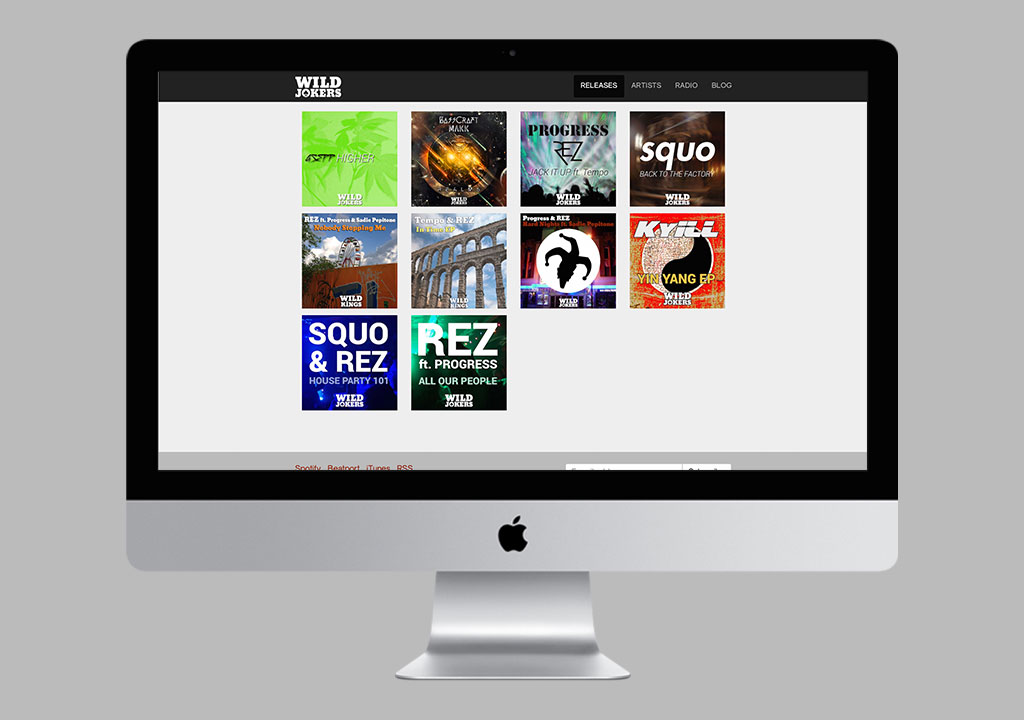 WILD
JOKERS
RELEASES ARTISTS RADIO BLOG
HIGHER
WILD
JOKERS
BASSCRAFT
MAKK
WILD
JOKERS
PROGRESS
REZ
JACK IT UP ft. Tempo
WILD
JOKERS
squo
BACK TO THE FACTORY
WILD
JOKERS
REZ ft. Progress & Sadie Pepitone
Nobody Stopping Me
WILD
KINGS
Tempo & REZ
In Time EP
WILD
KINGS
Progress & REZ
Hard Nights ft. Sadie Pepitone
WILD
JOKERS
KYILL
YIN YANG EP
WILD
JOKERS
SQUO
& REZ
HOUSE PARTY 101
WILD
JOKERS
REZ
ft. PROGRESS
ALL OUR PEOPLE
WILD
JOKERS
Spotify Beatport iTunes RSS